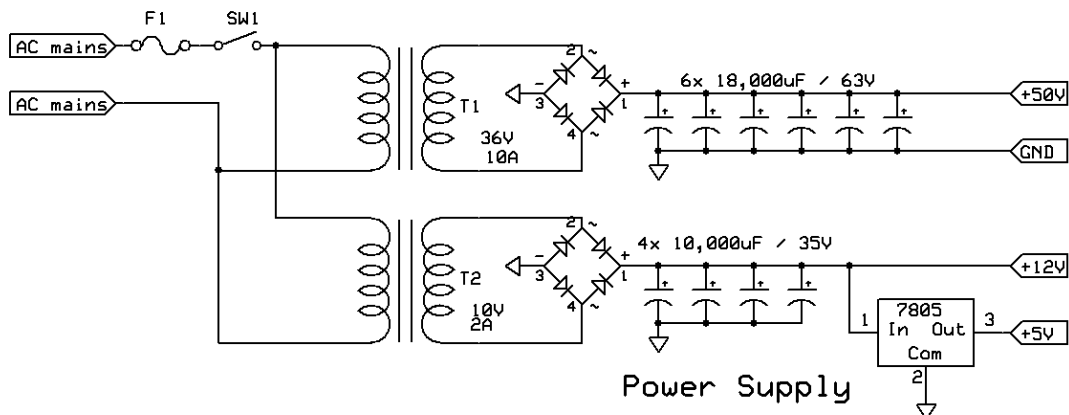 F1
SW1
AC mains
AC mains
2
~
-
+
3
1
4
~
T1
36V
10A
6x 18,000uF / 63V
+
+
+
+
+
+
+50V
GND
2
~
-
+
3
1
4
~
T2
10V
2A
4x 10,000uF / 35V
+
+
+
+
+12V
7805
1
In Out
3
Com
2
+5V
Power Supply